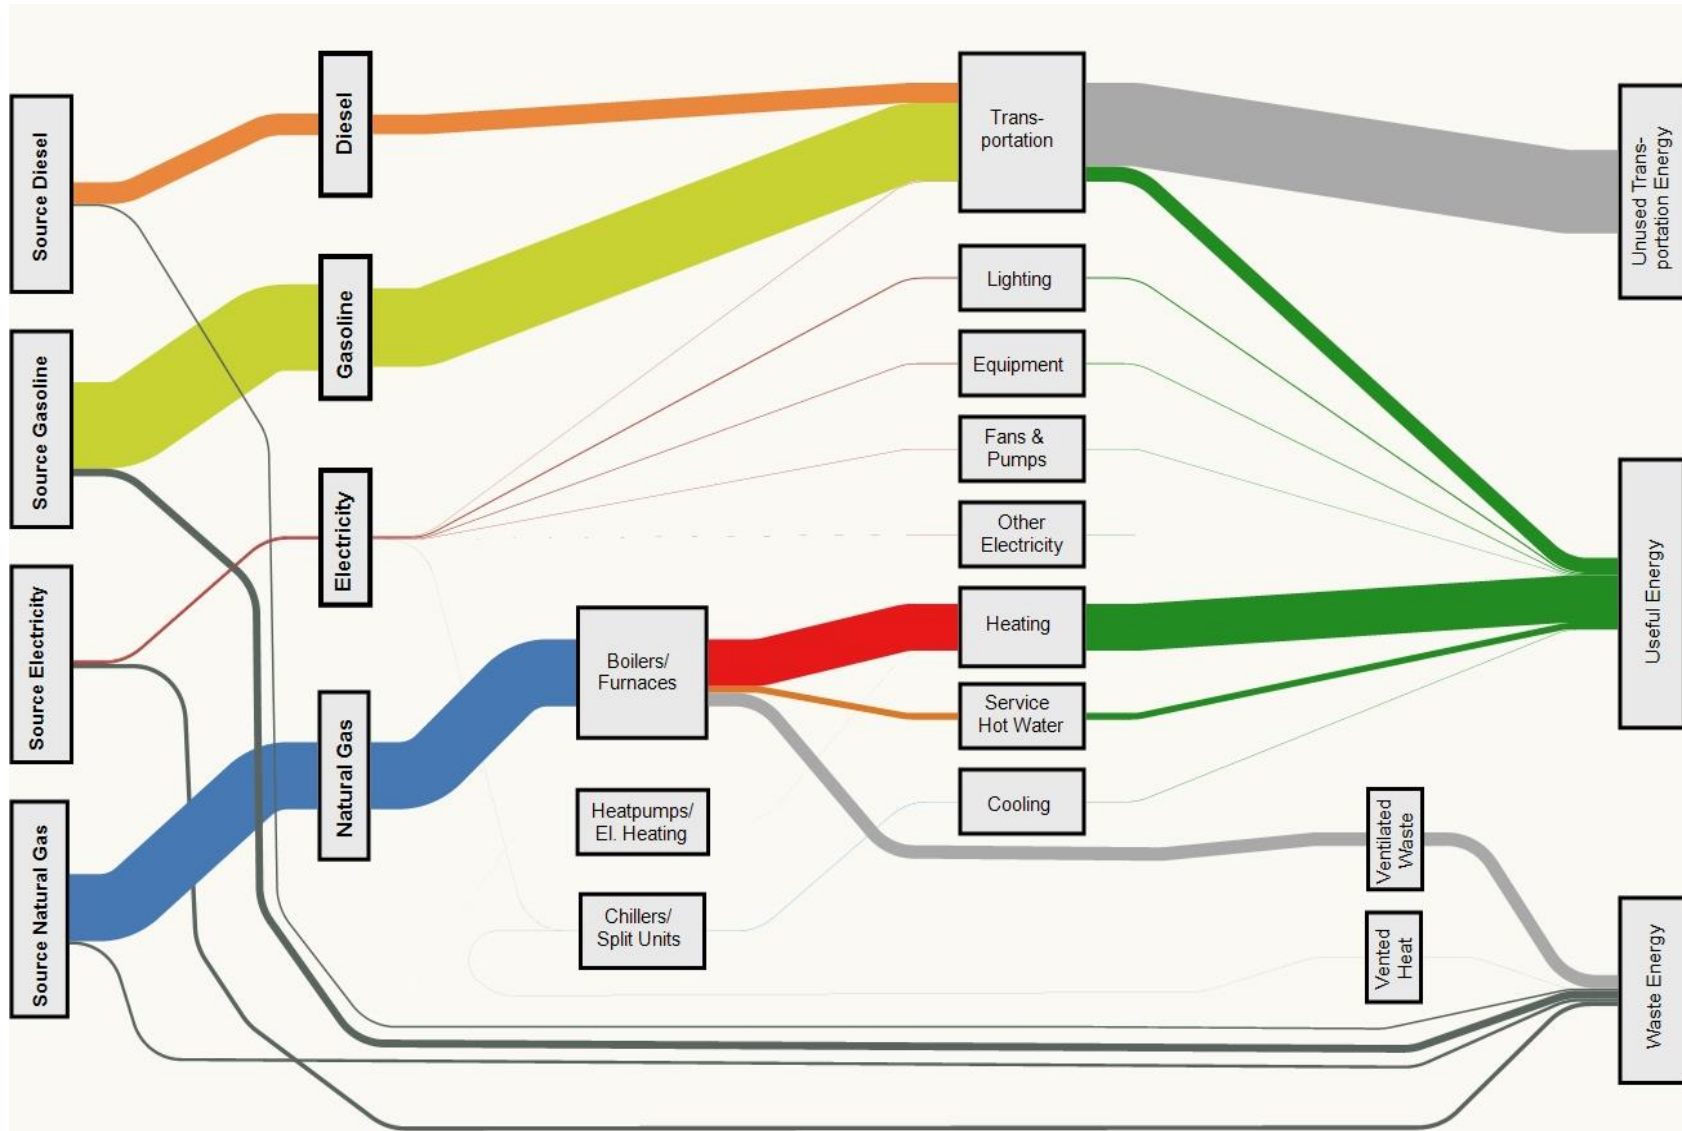 Source Diesel
Source Gasoline
Source Electricity
Source Natural Gas
Diesel
Gasoline
Electricity
Natural Gas
Boilers/
Furnaces
Heatpumps/
El. Heating
Chillers/
Split Units
Trans-
portation
Lighting
Equipment
Fans &
Pumps
Other
Electricity
Heating
Service
Hot Water
Cooling
Ventilated
Waste
Vented
Heat
Unused Trans-
portation Energy
Useful Energy
Waste Energy